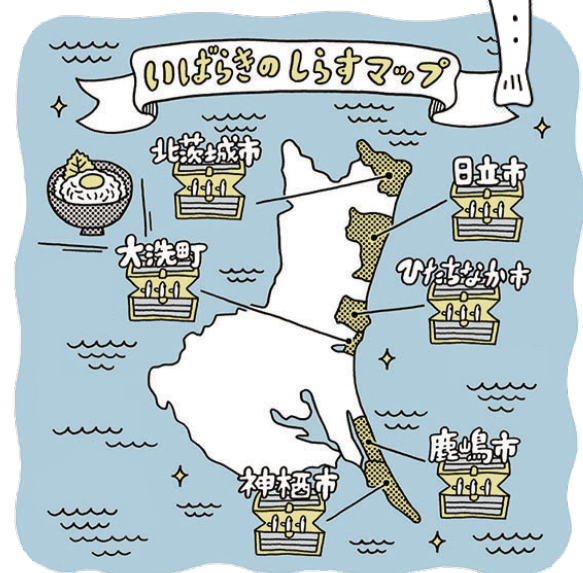 いばらきのしらすマップ
北茨城市
日立市
大洗町
ひたちなか市
鹿嶋市
神栖市